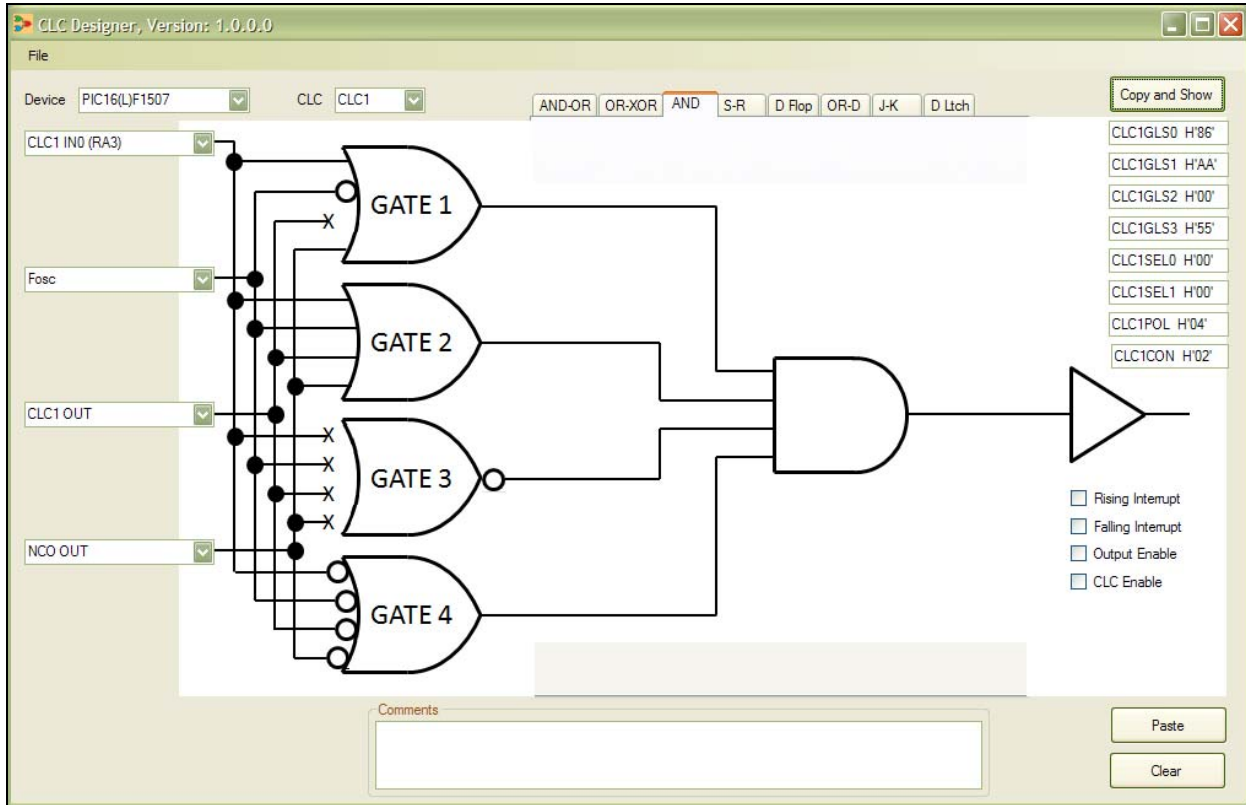 CLC Designer, Version: 1.0.0.0
File
Device PIC16(L)F1507 CLC CLC1
AND-OR OR-XOR AND S-R D Flop OR-D J-K D Ltch
Copy and Show
CLC1 IN0 (RA3)
Fosc
CLC1 OUT
NCO OUT
X
GATE 1
GATE 2
X
X
X
X
GATE 3
GATE 4
CLC1GLS0 H'86'
CLC1GLS1 H'AA'
CLC1GLS2 H'00'
CLC1GLS3 H'55'
CLC1SEL0 H'00'
CLC1SEL1 H'00'
CLC1POL H'04'
CLC1CON H'02'
Rising Interrupt
Falling Interrupt
Output Enable
CLC Enable
Comments
Paste
Clear